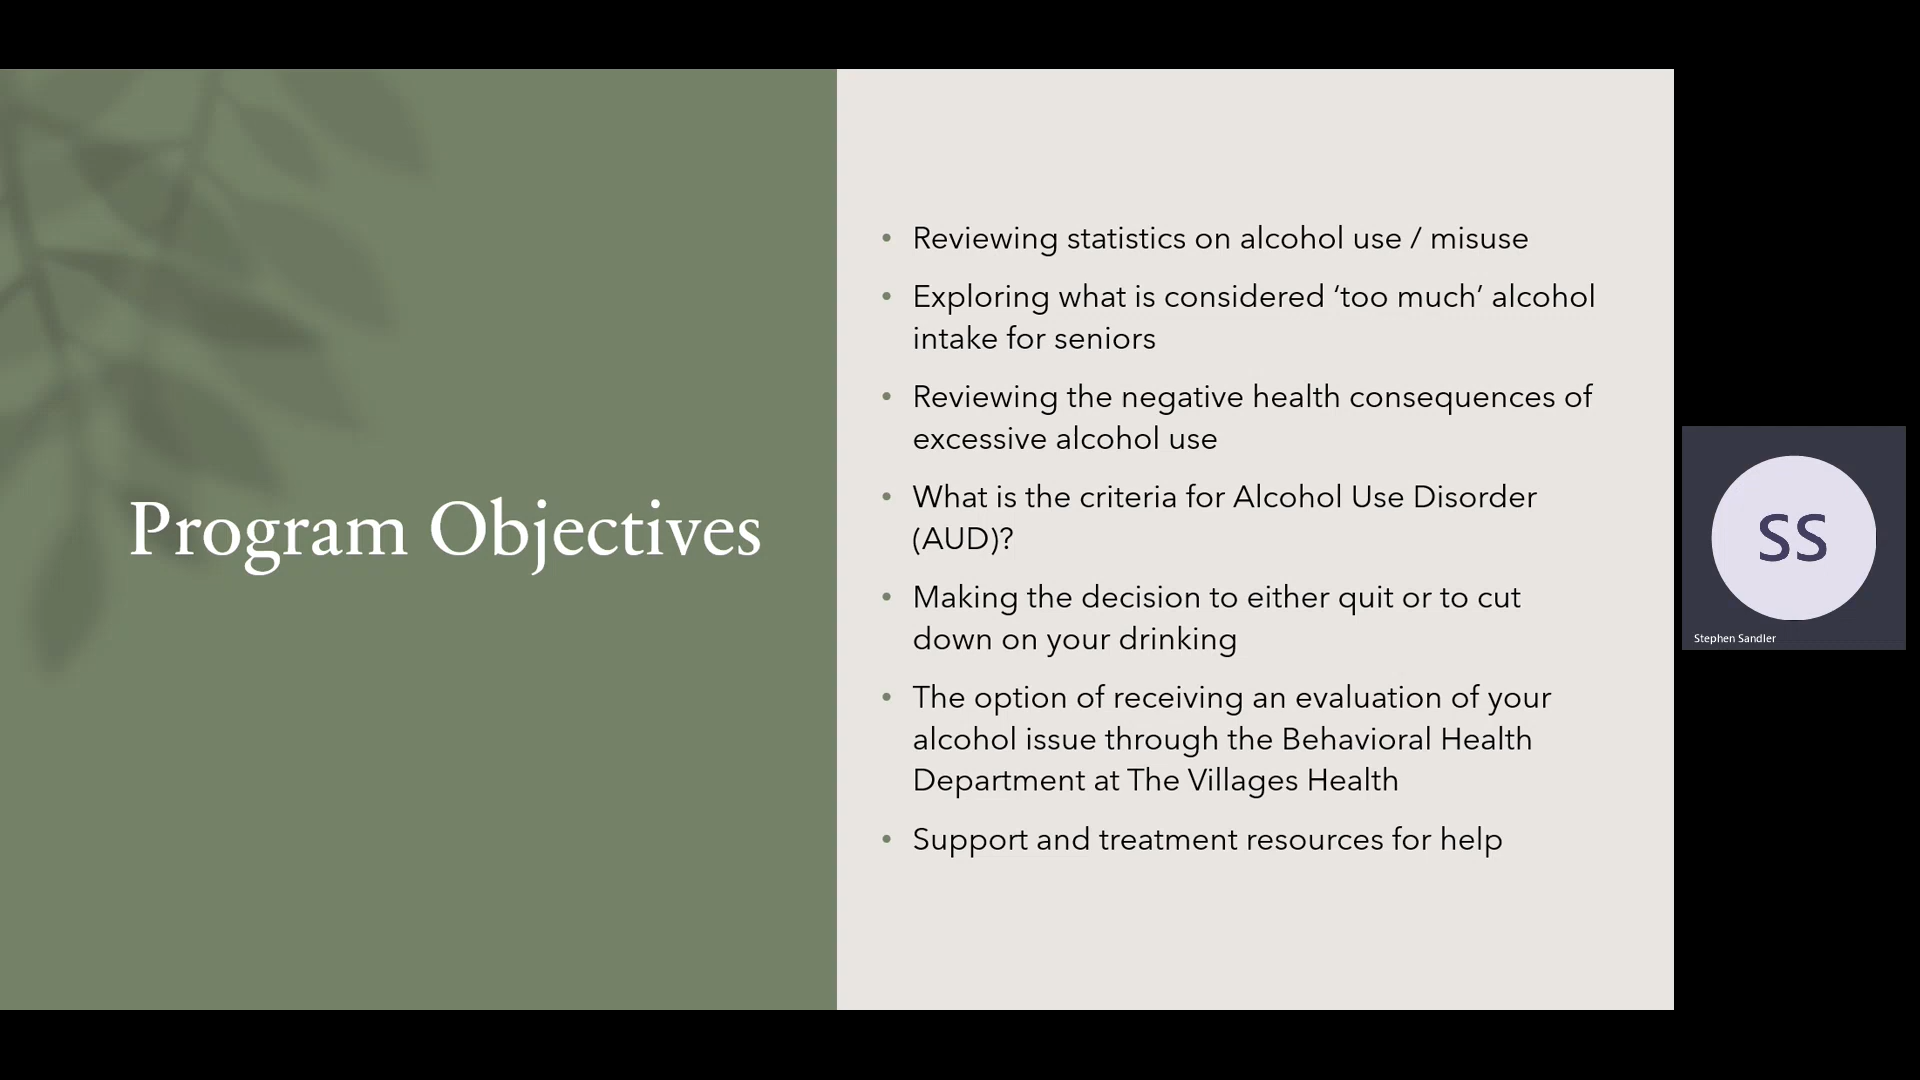 Program Objectives
• Reviewing statistics on alcohol use / misuse
• Exploring what is considered ‘too much’ alcohol
intake for seniors
• Reviewing the negative health consequences of
excessive alcohol use
• What is the criteria for Alcohol Use Disorder
(AUD)?
• Making the decision to either quit or to cut
down on your drinking
• The option of receiving an evaluation of your
alcohol issue through the Behavioral Health
Department at The Villages Health
• Support and treatment resources for help
SS
Stephen Sandler